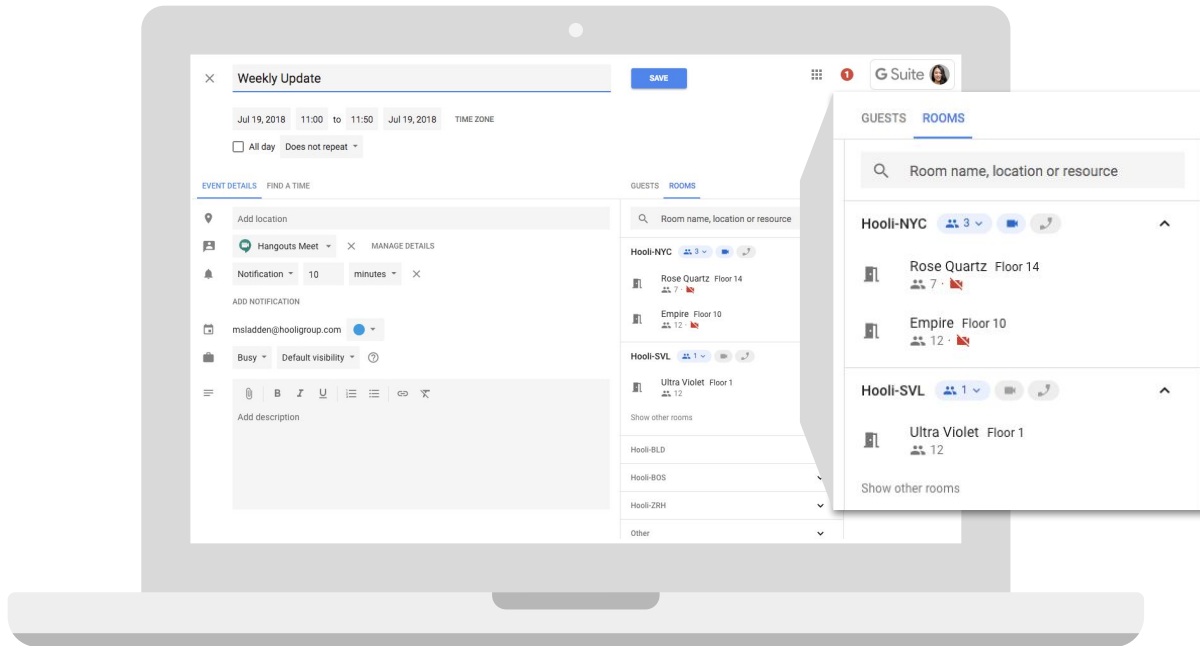 Weekly Update
SAVE
1
G Suite
Jul 19, 2018 11:00 to 11:50 Jul 19, 2018 TIME ZONE
All day Does not repeat
EVENT DETAILS FIND A TIME
Add location
Hangouts Meet MANAGE DETAILS
Notification 10 minutes
ADD NOTIFICATION
msladden@hooligroup.com
Busy Default visibility ?
B I U
Add description
GUESTS ROOMS
Room name, location or resource
Hooli-NYC 3
Rose Quartz Floor 14
7 ·
Empire Floor 10
12 ·
Hooli-SVL 1
Ultra Violet Floor 1
12
Show other rooms
Hooli-BLD
Hooli-BOS
Hooli-ZRH
Other
GUESTS ROOMS
Room name, location or resource
Hooli-NYC 3
Rose Quartz Floor 14
7 ·
Empire Floor 10
12 ·
Hooli-SVL 1
Ultra Violet Floor 1
12
Show other rooms